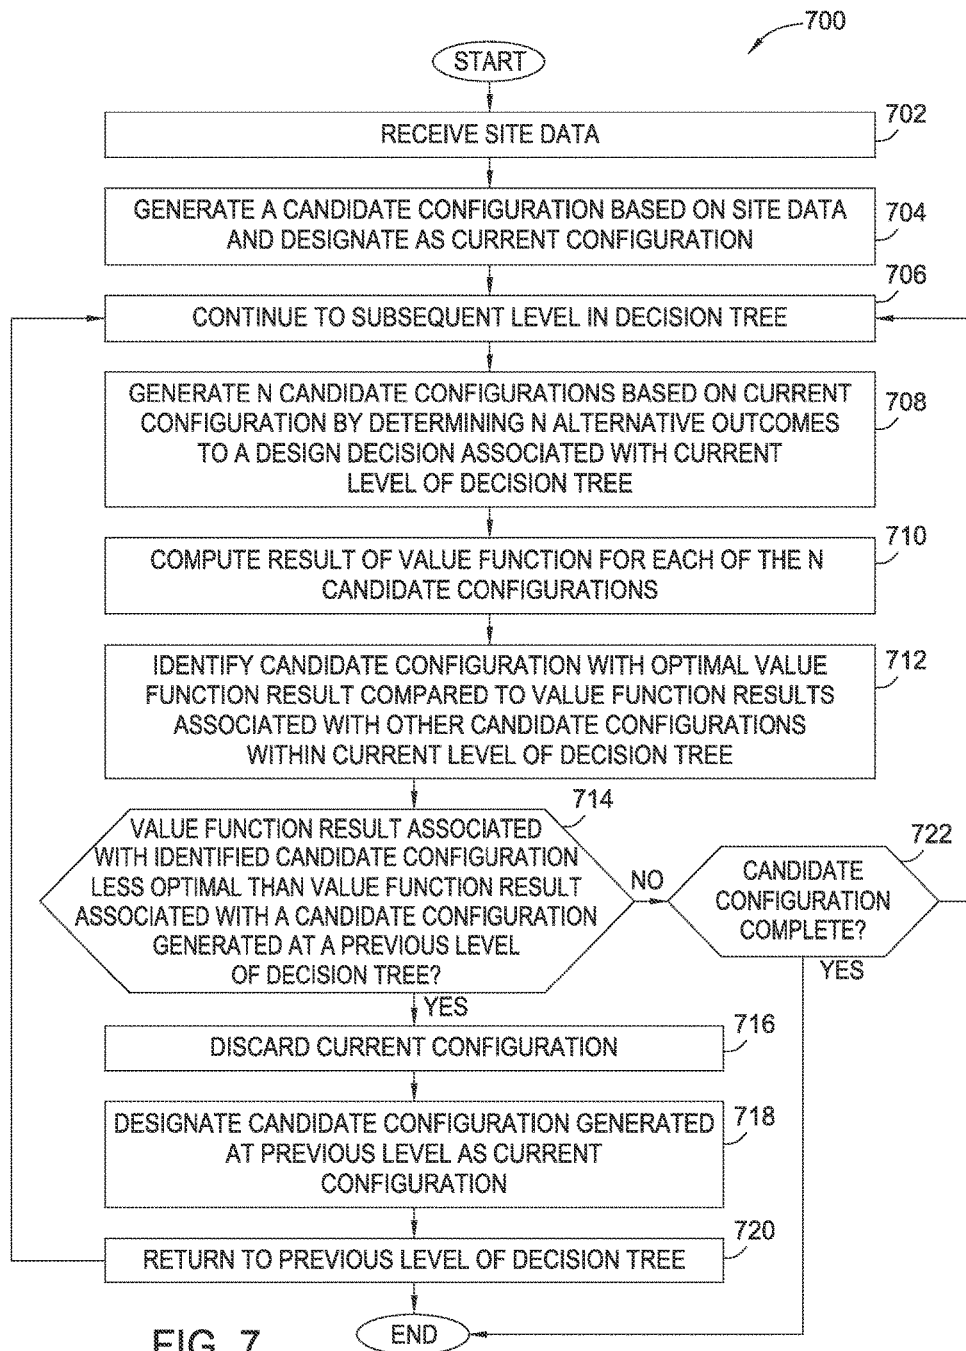 700
START
702
RECEIVE SITE DATA
704
GENERATE A CANDIDATE CONFIGURATION BASED ON SITE DATA
AND DESIGNATE AS CURRENT CONFIGURATION
706
CONTINUE TO SUBSEQUENT LEVEL IN DECISION TREE
708
GENERATE N CANDIDATE CONFIGURATIONS BASED ON CURRENT
CONFIGURATION BY DETERMINING N ALTERNATIVE OUTCOMES
TO A DESIGN DECISION ASSOCIATED WITH CURRENT
LEVEL OF DECISION TREE
710
COMPUTE RESULT OF VALUE FUNCTION FOR EACH OF THE N
CANDIDATE CONFIGURATIONS
712
IDENTIFY CANDIDATE CONFIGURATION WITH OPTIMAL VALUE
FUNCTION RESULT COMPARED TO VALUE FUNCTION RESULTS
ASSOCIATED WITH OTHER CANDIDATE CONFIGURATIONS
WITHIN CURRENT LEVEL OF DECISION TREE
714
VALUE FUNCTION RESULT ASSOCIATED
WITH IDENTIFIED CANDIDATE CONFIGURATION
LESS OPTIMAL THAN VALUE FUNCTION RESULT
ASSOCIATED WITH A CANDIDATE CONFIGURATION
GENERATED AT A PREVIOUS LEVEL
OF DECISION TREE?
NO
722
CANDIDATE
CONFIGURATION
COMPLETE?
YES
YES
716
DISCARD CURRENT CONFIGURATION
718
DESIGNATE CANDIDATE CONFIGURATION GENERATED
AT PREVIOUS LEVEL AS CURRENT
CONFIGURATION
720
RETURN TO PREVIOUS LEVEL OF DECISION TREE
END
FIG. 7